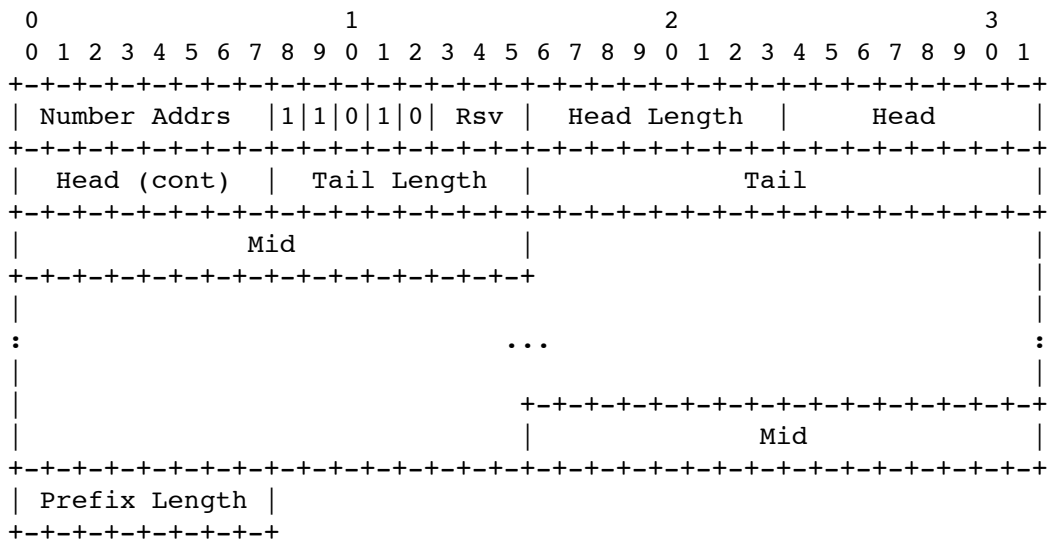 0                   1                   2                   3
 0 1 2 3 4 5 6 7 8 9 0 1 2 3 4 5 6 7 8 9 0 1 2 3 4 5 6 7 8 9 0 1
+-+-+-+-+-+-+-+-+-+-+-+-+-+-+-+-+-+-+-+-+-+-+-+-+-+-+-+-+-+-+-+-+
| Number Addrs  |1|1|0|1|0| Rsv |  Head Length  |     Head      |
+-+-+-+-+-+-+-+-+-+-+-+-+-+-+-+-+-+-+-+-+-+-+-+-+-+-+-+-+-+-+-+-+
|  Head (cont)  |  Tail Length  |             Tail              |
+-+-+-+-+-+-+-+-+-+-+-+-+-+-+-+-+-+-+-+-+-+-+-+-+-+-+-+-+-+-+-+-+
|              Mid              |                               |
+-+-+-+-+-+-+-+-+-+-+-+-+-+-+-+-+                               |
|                                                               |
:                              ...                              :
|                                                               |
|                               +-+-+-+-+-+-+-+-+-+-+-+-+-+-+-+-+
|                               |              Mid              |
+-+-+-+-+-+-+-+-+-+-+-+-+-+-+-+-+-+-+-+-+-+-+-+-+-+-+-+-+-+-+-+-+
| Prefix Length |
+-+-+-+-+-+-+-+-+